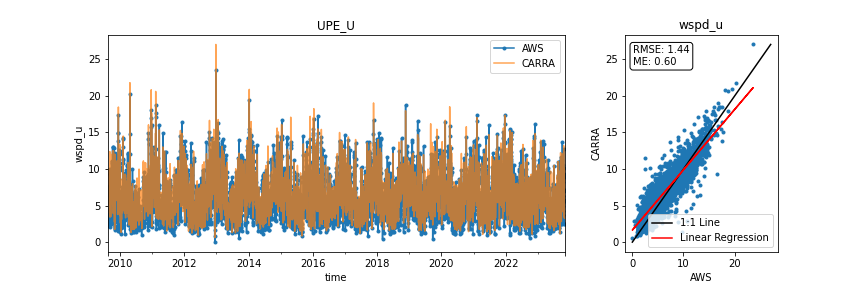 UPE_U
wspd_u
25
20
15
10
5
0
2010
2012
2014
2016
2018
2020
2022
time
AWS
CARRA
wspd_u
CARRA
25
20
15
10
5
0
0
10
20
AWS
RMSE: 1.44
ME: 0.60
1:1 Line
Linear Regression